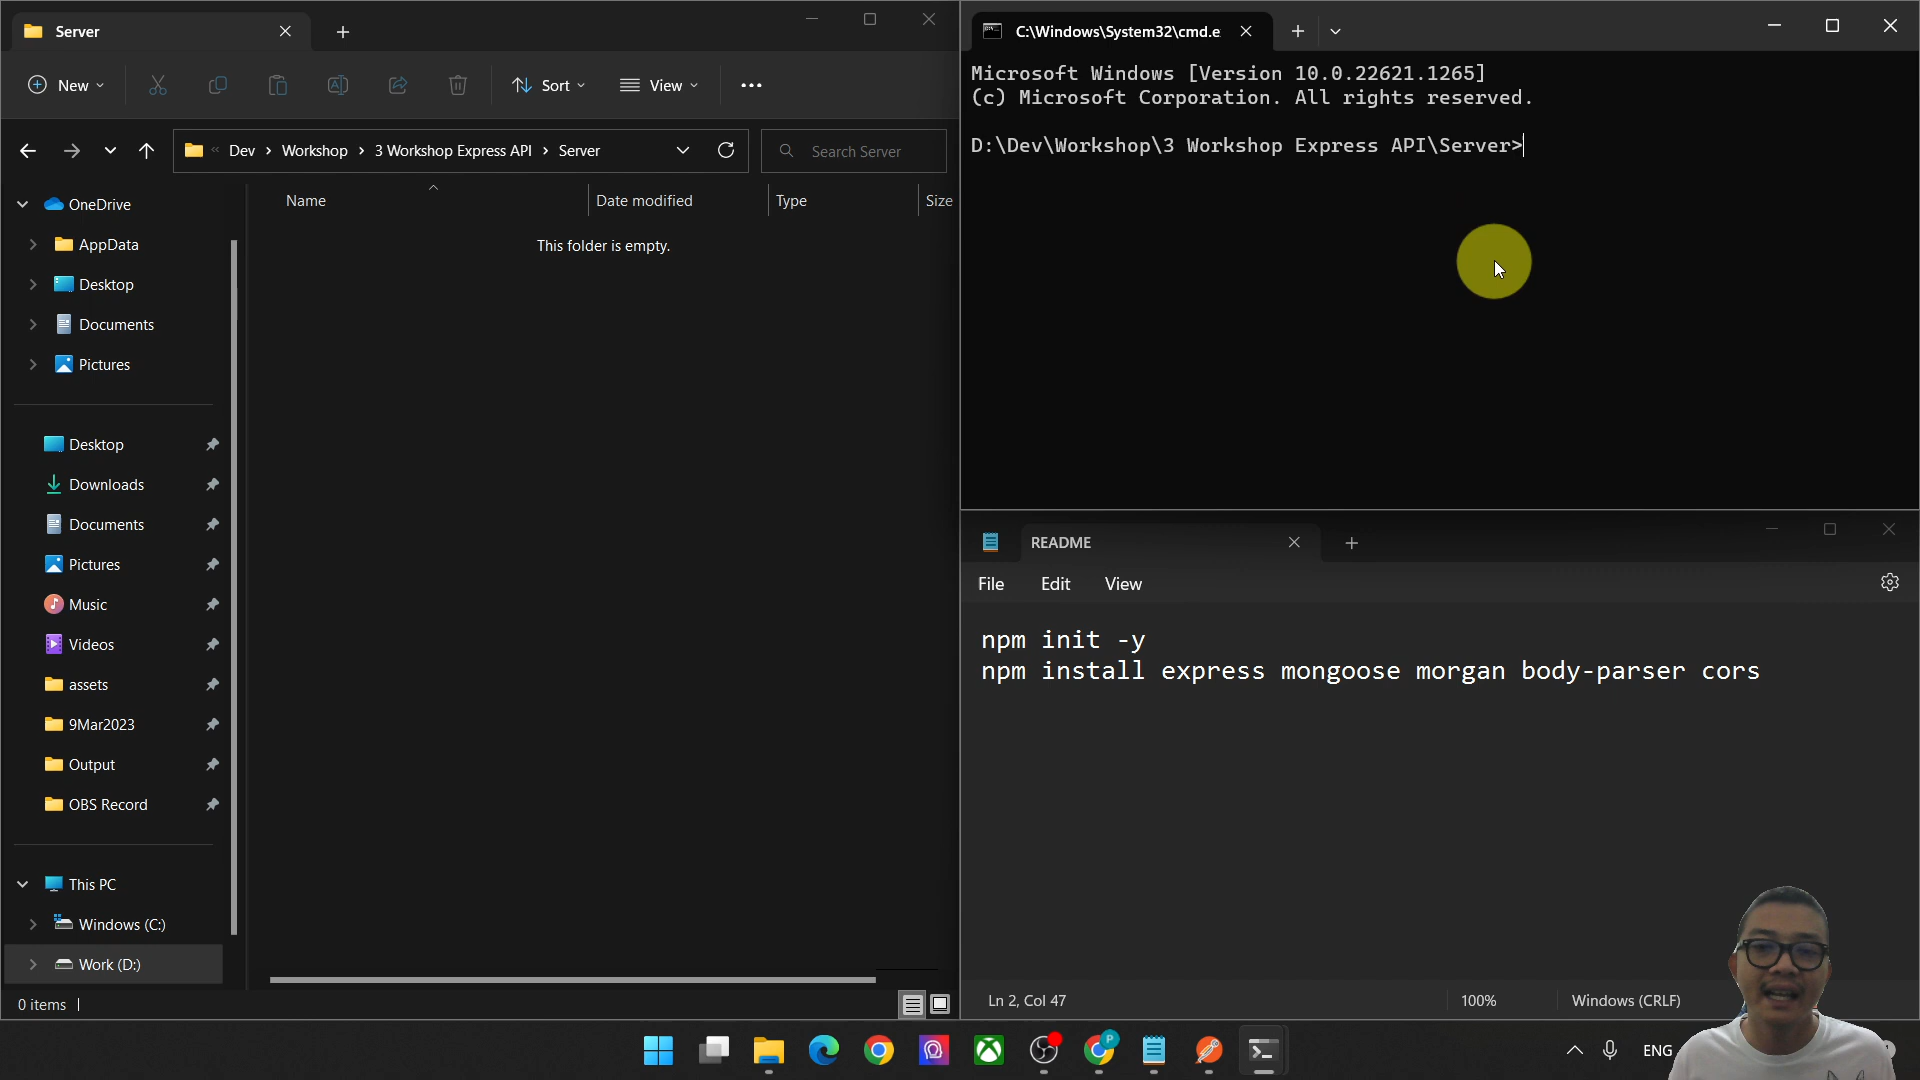 Server
New
Sort
View
Dev > Workshop > 3 Workshop Express API > Server
Search Server
OneDrive
AppData
Desktop
Documents
Pictures
Desktop
Downloads
Documents
Pictures
Music
Videos
assets
9Mar2023
Output
OBS Record
This PC
Windows (C:)
Work (D:)
Name
Date modified
Type
Size
This folder is empty.
0 items
C:\Windows\System32\cmd.e
Microsoft Windows [Version 10.0.22621.1265]
(c) Microsoft Corporation. All rights reserved.
D:\Dev\Workshop\3 Workshop Express API\Server>
README
File
Edit
View
npm init -y
npm install express mongoose morgan body-parser cors
Ln 2, Col 47
100%
Windows (CRLF)
P
ENG